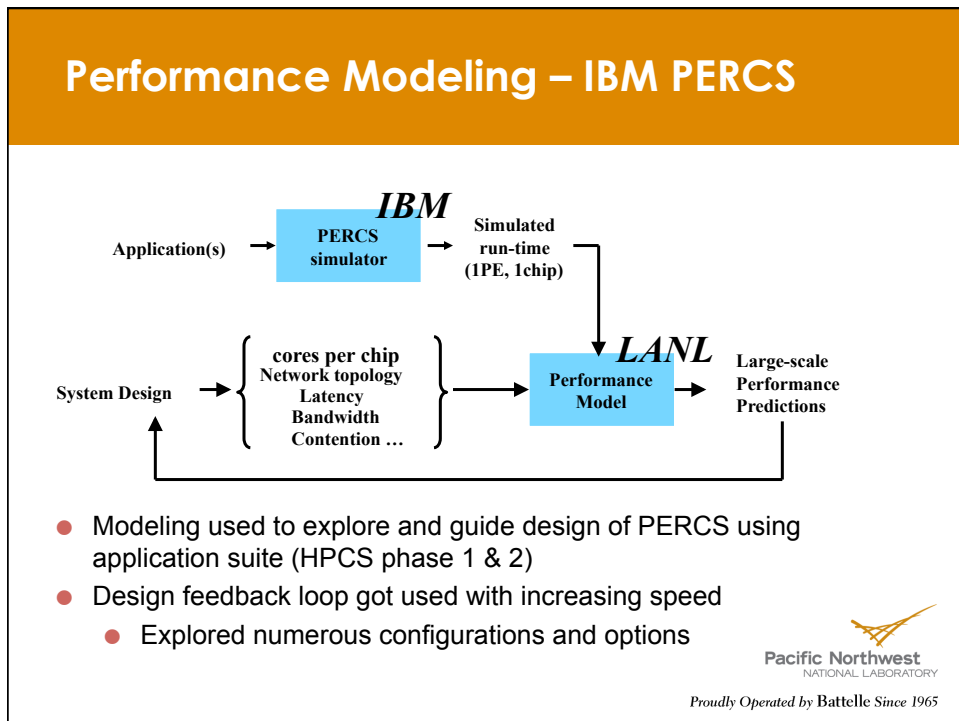 Performance Modeling – IBM PERCS
IBM
Application(s)
PERCS
simulator
Simulated
run-time
(1PE, 1chip)
LANL
System Design
cores per chip
Network topology
Latency
Bandwidth
Contention …
Performance
Model
Large-scale
Performance
Predictions
Modeling used to explore and guide design of PERCS using
application suite (HPCS phase 1 & 2)
Design feedback loop got used with increasing speed
Explored numerous configurations and options
Pacific Northwest
NATIONAL LABORATORY
Proudly Operated by Battelle Since 1965